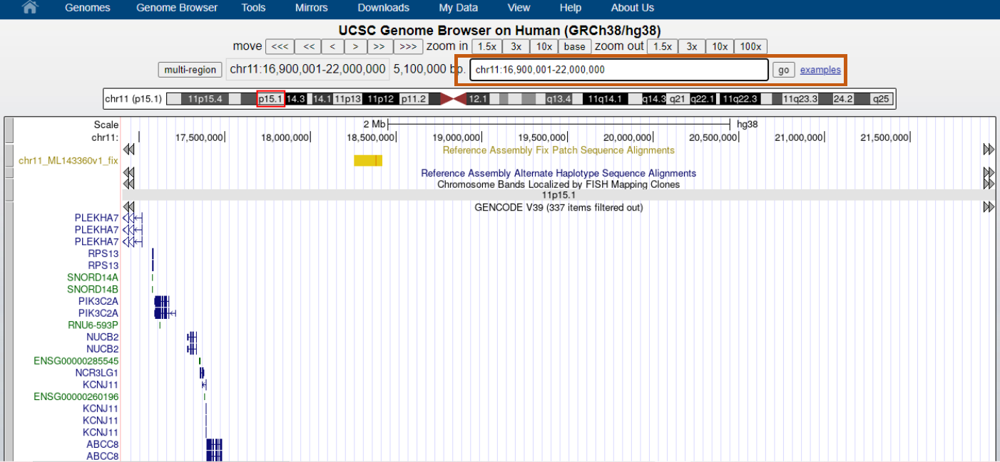 Genomes Genome Browser Tools Mirrors Downloads My Data View Help About Us
UCSC Genome Browser on Human (GRCh38/hg38)
move <<< << < > >> >>> zoom in 1.5x 3x 10x base zoom out 1.5x 3x 10x 100x
multi-region chr11:16,900,001-22,000,000 5,100,000 bp. chr11:16,900,001-22,000,000 go examples
chr11 (p15.1) 11p15.4 p15.1 14.3 14.1 11p13 11p12 p11.2 12.1 q13.4 11q14.1 q14.3 q21 q22.1 11q22.3 11q23.3 24.2 q25
Scale 2 Mb hg38
chr11: 17,500,000 18,000,000 18,500,000 19,000,000 19,500,000 20,000,000 20,500,000 21,000,000 21,500,000
Reference Assembly Fix Patch Sequence Alignments
chr11_ML143360v1_fix
Reference Assembly Alternate Haplotype Sequence Alignments
Chromosome Bands Localized by FISH Mapping Clones
11p15.1
GENCODE V39 (337 items filtered out)
PLEKHA7
PLEKHA7
PLEKHA7
RPS13
RPS13
SNORD14A
SNORD14B
PIK3C2A
PIK3C2A
RNU6-593P
NUCB2
NUCB2
ENSG00000285545
NCR3LG1
KCNJ11
ENSG00000260196
KCNJ11
KCNJ11
KCNJ11
ABCC8
ABCC8